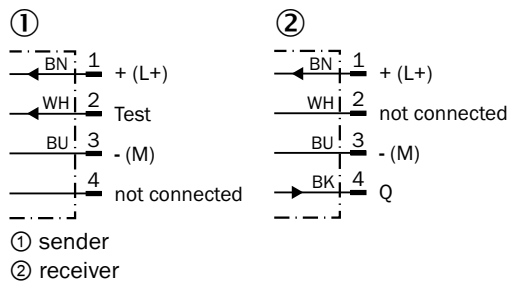 ① ②
BN 1 + (L+)
WH 2 Test
BU 3 - (M)
4 not connected
BN 1 + (L+)
WH 2 not connected
BU 3 - (M)
BK 4 Q
① sender
② receiver